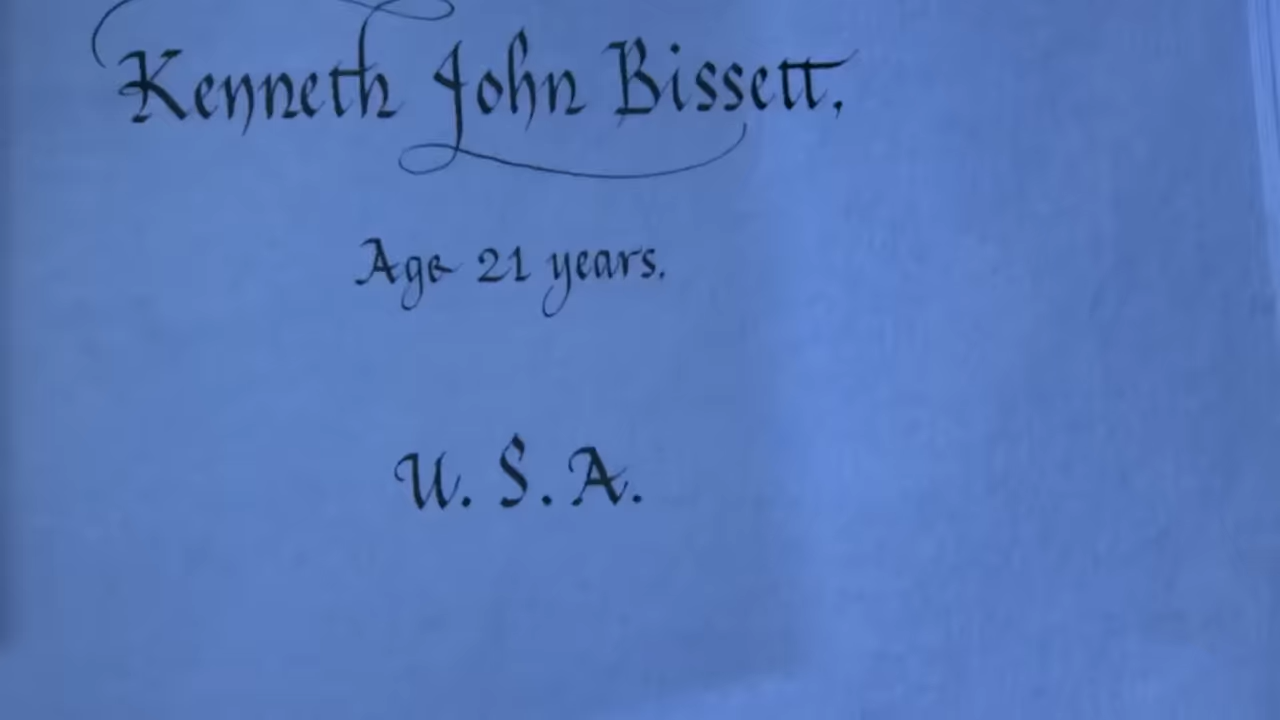 Kenneth John Bissett,
Age 21 years.
U. S. A.